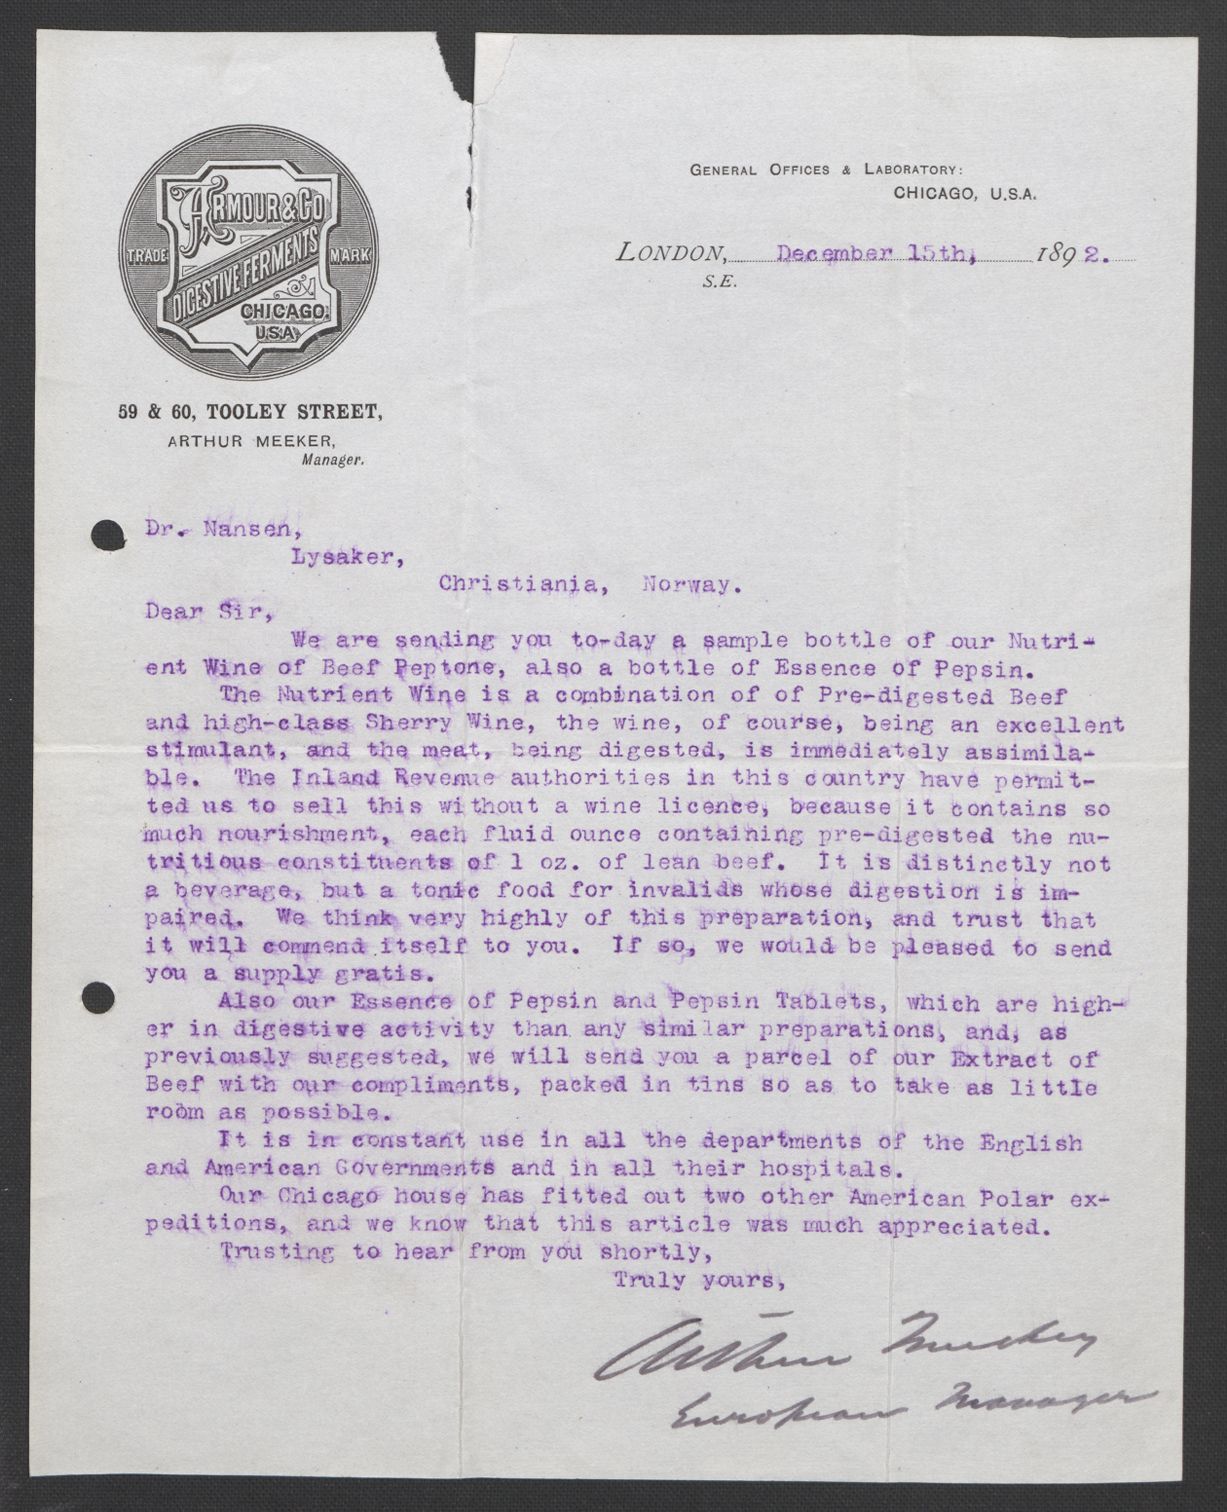 ARMOUR & CO
TRADE MARK
DIGESTIVE FERMENTS
CHICAGO.
U.S.A.
59 & 60, TOOLEY STREET,
ARTHUR MEEKER,
Manager.
GENERAL OFFICES & LABORATORY:
CHICAGO, U.S.A.
LONDON, December 15th, 1892.
S.E.
Dr. Nansen,
Lysaker,
Christiania, Norway.
Dear Sir,
We are sending you to-day a sample bottle of our Nutri-
ent Wine of Beef Peptone, also a bottle of Essence of Pepsin.
The Nutrient Wine is a combination of of Pre-digested Beef
and high-class Sherry Wine, the wine, of course, being an excellent
stimulant, and the meat, being digested, is immediately assimila-
ble. The Inland Revenue authorities in this country have permit-
ted us to sell this without a wine licence, because it contains so
much nourishment, each fluid ounce containing pre-digested the nu-
tritious constituents of 1 oz. of lean beef. It is distinctly not
a beverage, but a tonic food for invalids whose digestion is im-
paired. We think very highly of this preparation, and trust that
it will commend itself to you. If so, we would be pleased to send
you a supply gratis.
Also our Essence of Pepsin and Pepsin Tablets, which are high-
er in digestive activity than any similar preparations, and, as
previously suggested, we will send you a parcel of our Extract of
Beef with our compliments, packed in tins so as to take as little
room as possible.
It is in constant use in all the departments of the English
and American Governments and in all their hospitals.
Our Chicago house has fitted out two other American Polar ex-
peditions, and we know that this article was much appreciated.
Trusting to hear from you shortly,
Truly yours,
Arthur Meeker
European Manager